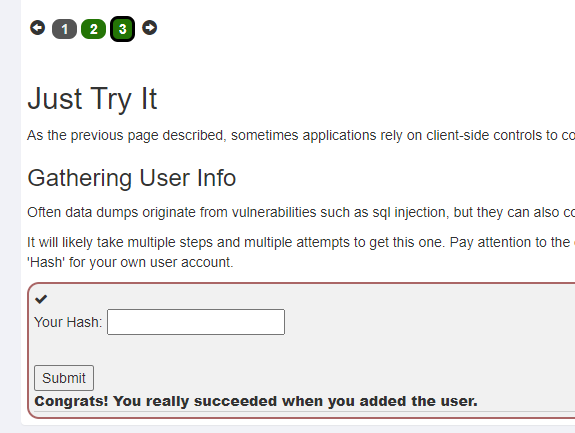 1 2 3
Just Try It
As the previous page described, sometimes applications rely on client-side controls to
Gathering User Info
Often data dumps originate from vulnerabilities such as sql injection, but they can also
It will likely take multiple steps and multiple attempts to get this one. Pay attention to the
'Hash' for your own user account.
Your Hash:
Submit
Congrats! You really succeeded when you added the user.